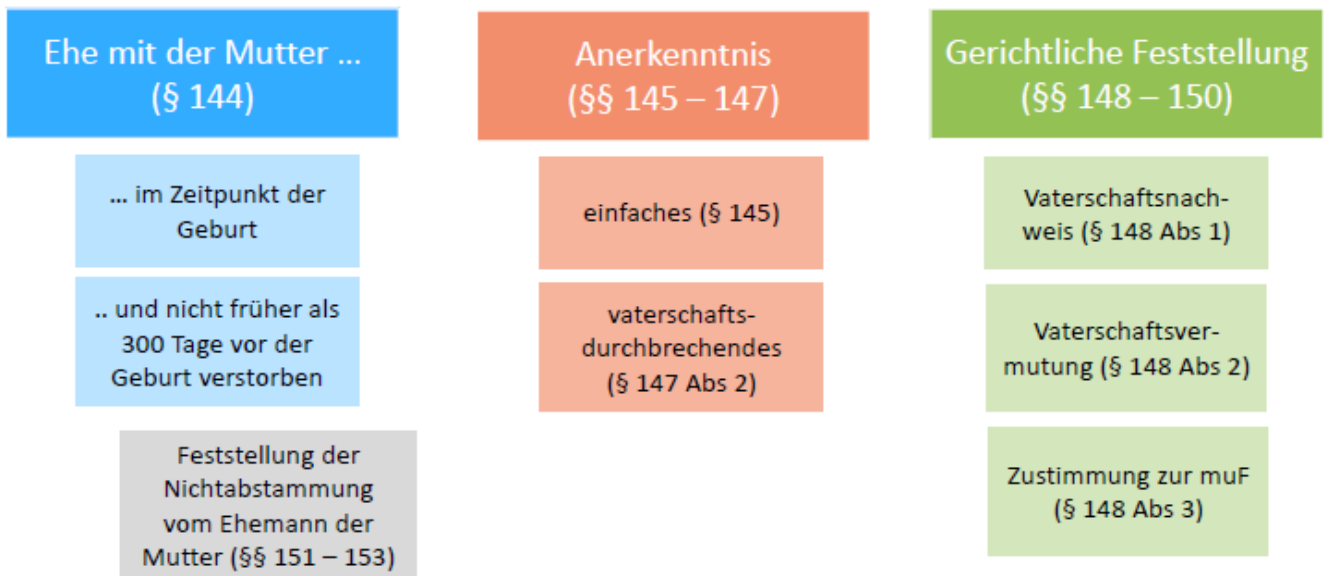 Ehe mit der Mutter ...
(§ 144)
... im Zeitpunkt der
Geburt
.. und nicht früher als
300 Tage vor der
Geburt verstorben
Feststellung der
Nichtabstammung
vom Ehemann der
Mutter (§§ 151 – 153)
Anerkenntnis
(§§ 145 – 147)
einfaches (§ 145)
vaterschafts-
durchbrechendes
(§ 147 Abs 2)
Gerichtliche Feststellung
(§§ 148 – 150)
Vaterschaftsnach-
weis (§ 148 Abs 1)
Vaterschaftsver-
mutung (§ 148 Abs 2)
Zustimmung zur muF
(§ 148 Abs 3)